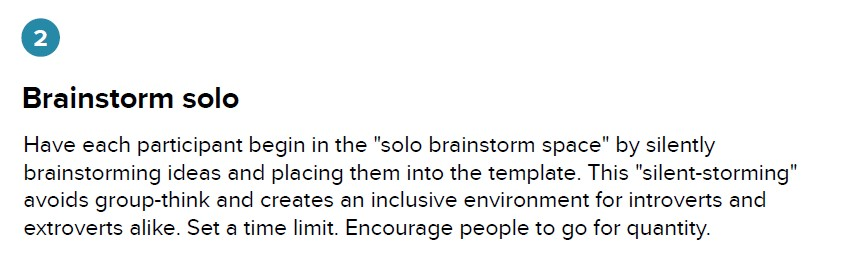 2
Brainstorm solo
Have each participant begin in the "solo brainstorm space" by silently
brainstorming ideas and placing them into the template. This "silent-storming"
avoids group-think and creates an inclusive environment for introverts and
extroverts alike. Set a time limit. Encourage people to go for quantity.